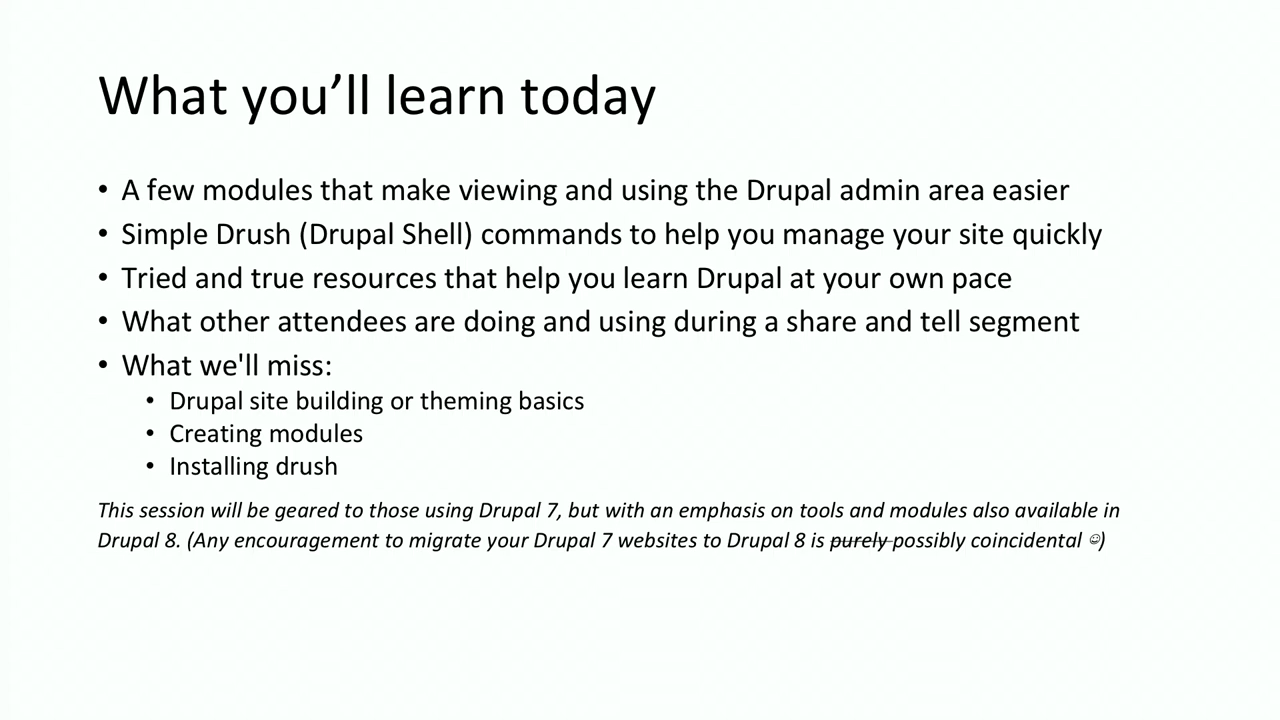 What you’ll learn today
• A few modules that make viewing and using the Drupal admin area easier
• Simple Drush (Drupal Shell) commands to help you manage your site quickly
• Tried and true resources that help you learn Drupal at your own pace
• What other attendees are doing and using during a share and tell segment
• What we'll miss:
• Drupal site building or theming basics
• Creating modules
• Installing drush
This session will be geared to those using Drupal 7, but with an emphasis on tools and modules also available in
Drupal 8. (Any encouragement to migrate your Drupal 7 websites to Drupal 8 is purely possibly coincidental ☺)